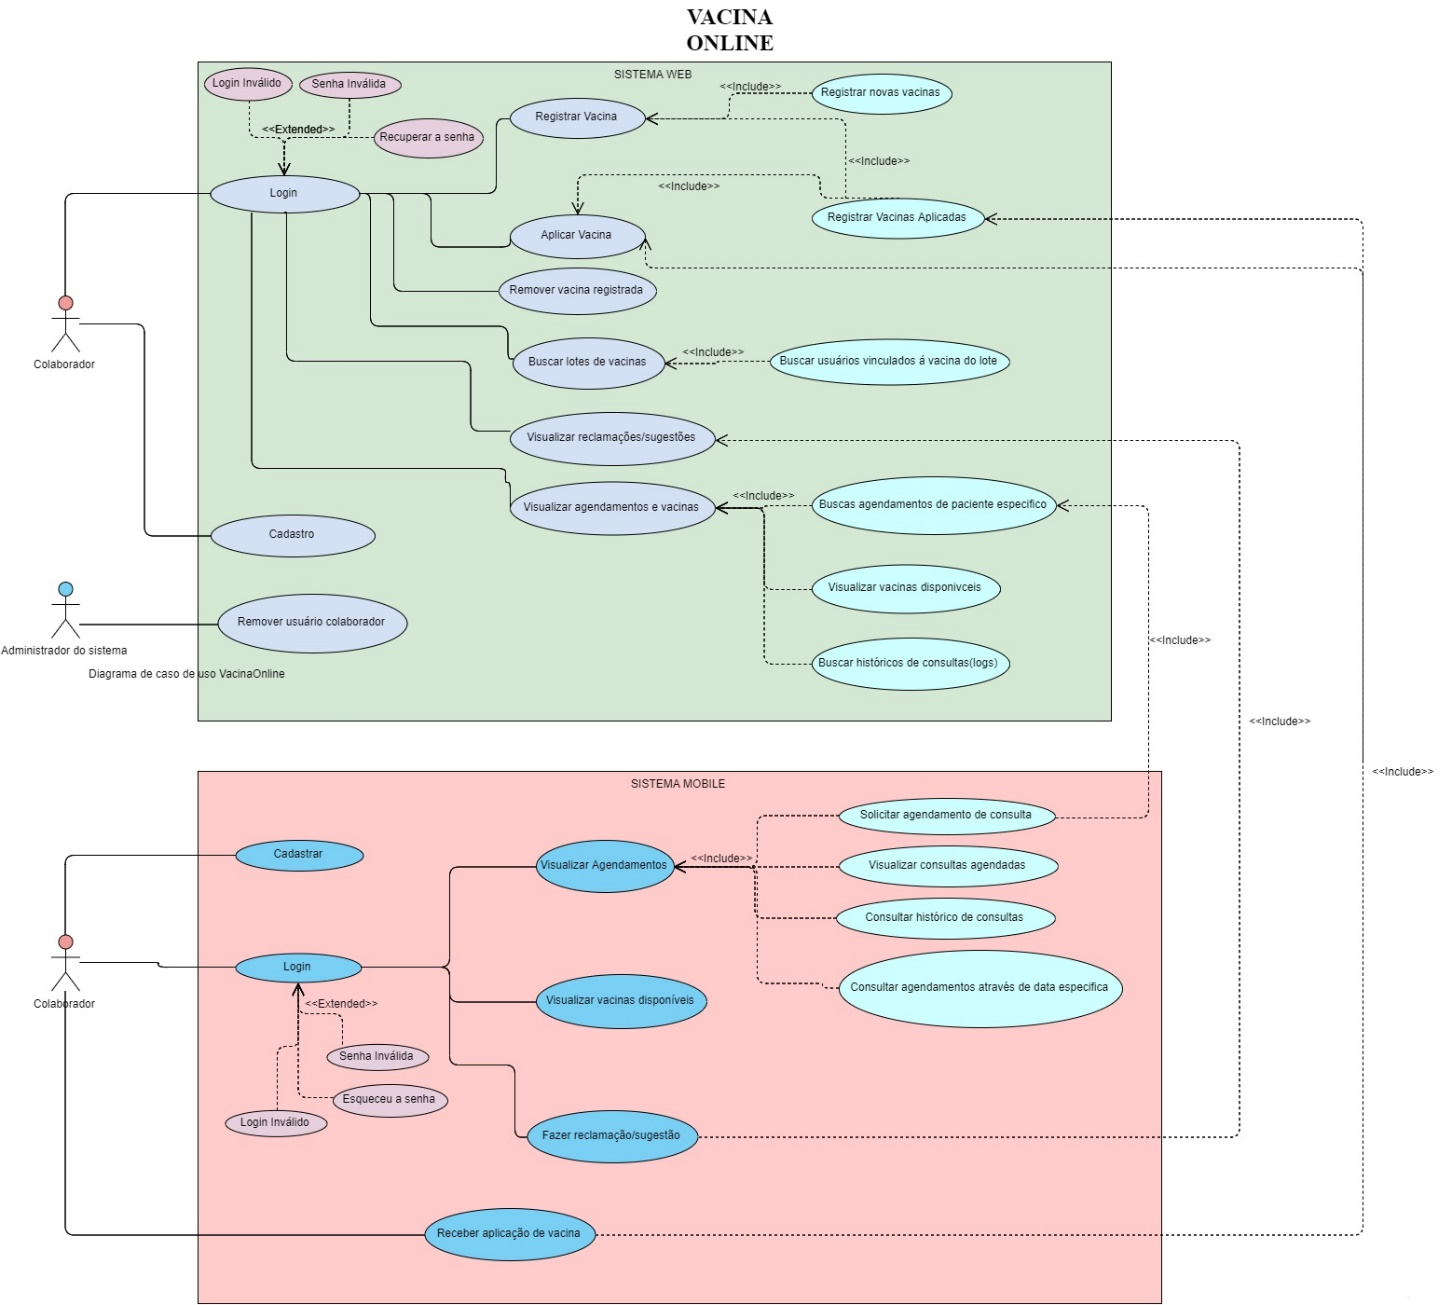 VACINA
ONLINE
SISTEMA WEB
Login Inválido
Senha Inválida
<<Include>>
Registrar novas vacinas
Registrar Vacina
<<Extended>>
Recuperar a senha
<<Include>>
<<Include>>
Login
Registrar Vacinas Aplicadas
Aplicar Vacina
Remover vacina registrada
Colaborador
<<Include>>
Buscar lotes de vacinas
Buscar usuários vinculados á vacina do lote
Visualizar reclamações/sugestões
<<Include>>
Visualizar agendamentos e vacinas
Buscas agendamentos de paciente especifico
Cadastro
Visualizar vacinas disponivceis
Remover usuário colaborador
Administrador do sistema
<<Include>>
Buscar históricos de consultas(logs)
Diagrama de caso de uso VacinaOnline
<<Include>>
<<Include>>
SISTEMA MOBILE
Solicitar agendamento de consulta
Cadastrar
Visualizar Agendamentos
<<Include>>
Visualizar consultas agendadas
Consultar histórico de consultas
Login
Consultar agendamentos através de data especifica
Colaborador
<<Extended>>
Visualizar vacinas disponíveis
Senha Inválida
Esqueceu a senha
Login Inválido
Fazer reclamação/sugestão
Receber aplicação de vacina